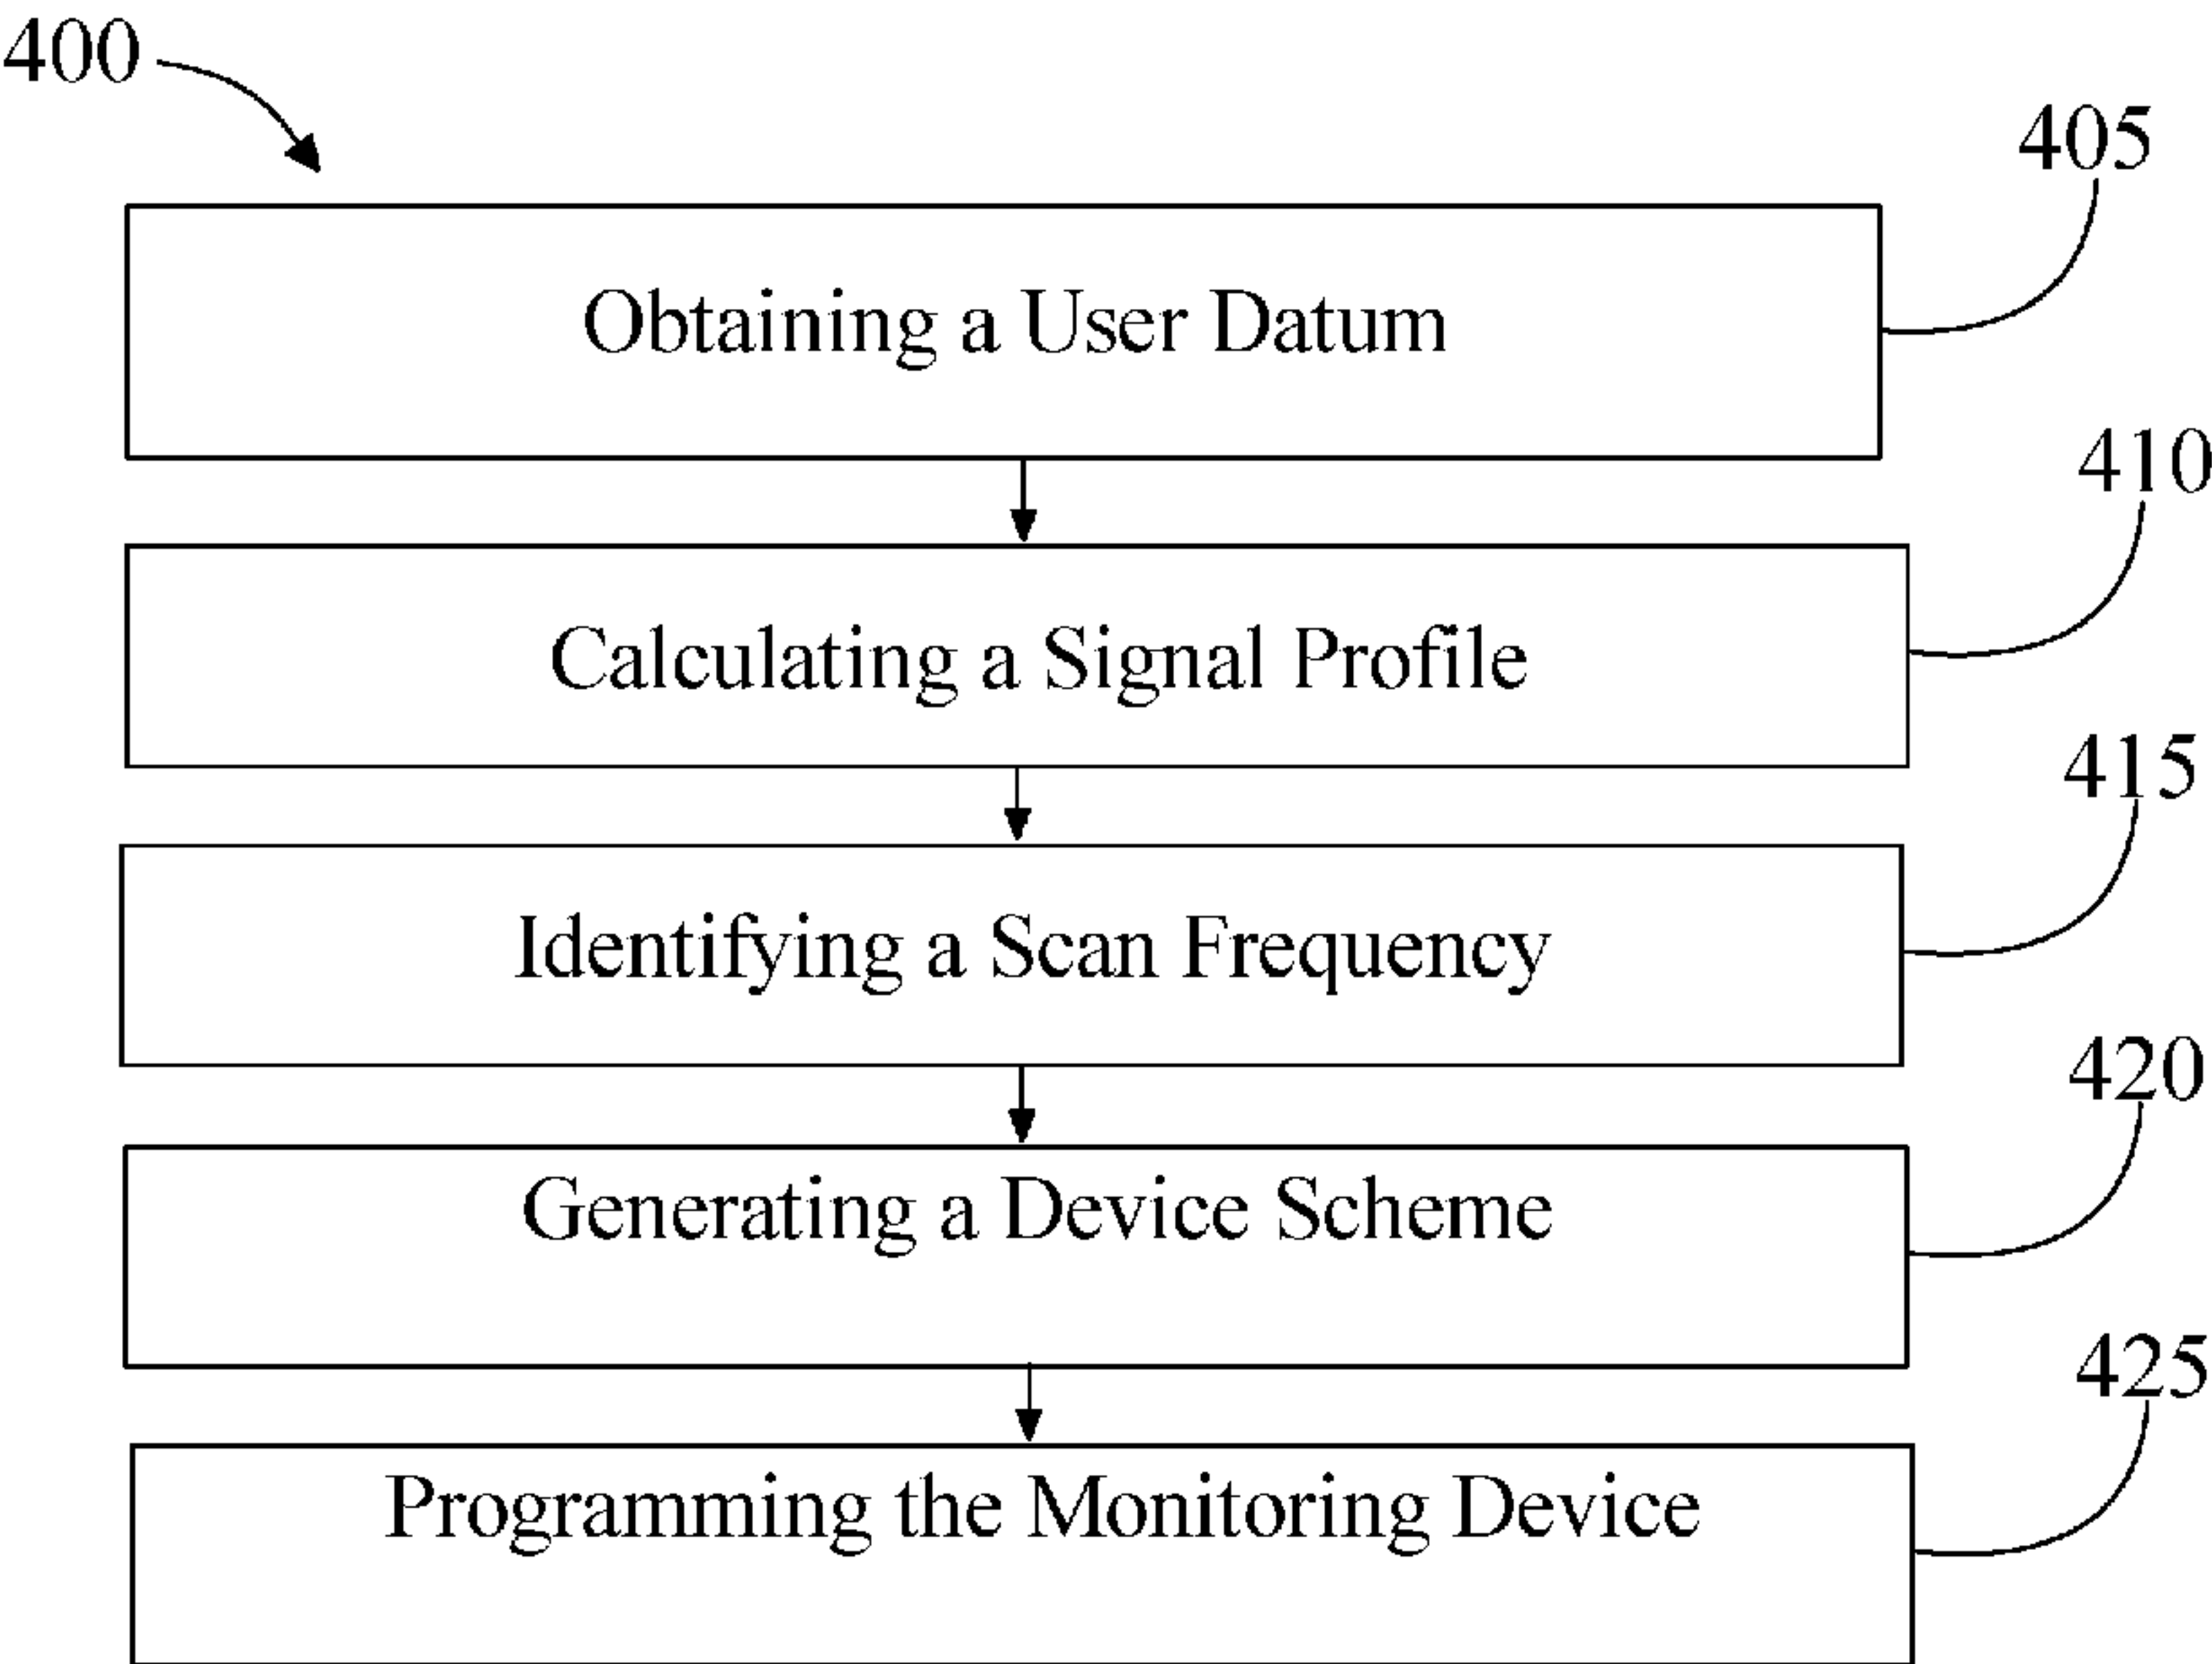 400
405
Obtaining a User Datum
410
Calculating a Signal Profile
415
Identifying a Scan Frequency
420
Generating a Device Scheme
425
Programming the Monitoring Device